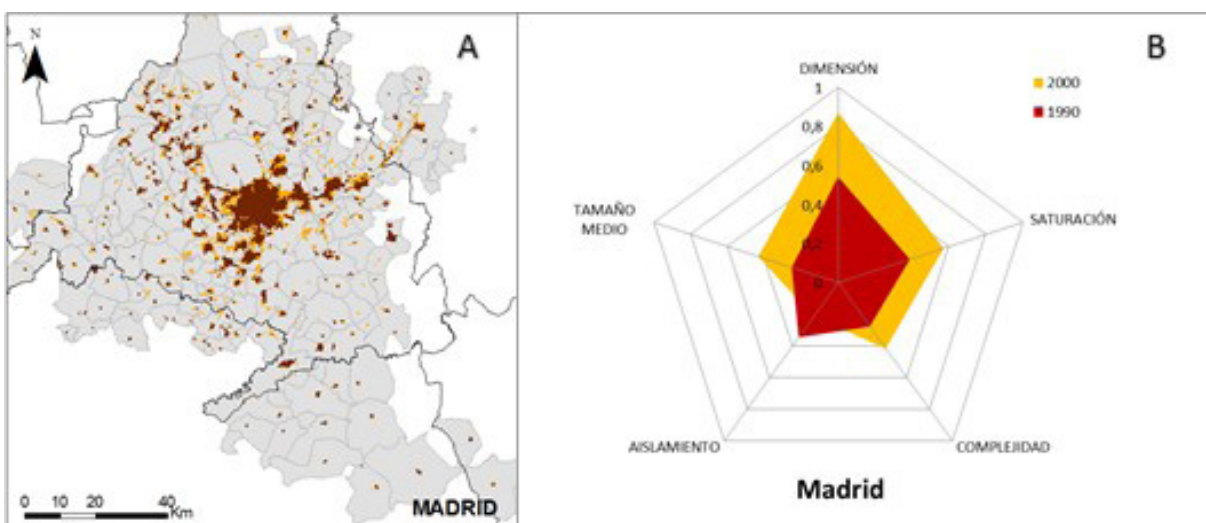 N
A
0 10 20 40
Km
MADRID
B
DIMENSIÓN
1
0,8
0,6
0,4
0,2
0
2000
1990
TAMAÑO
MEDIO
SATURACIÓN
AISLAMIENTO
COMPLEJIDAD
Madrid